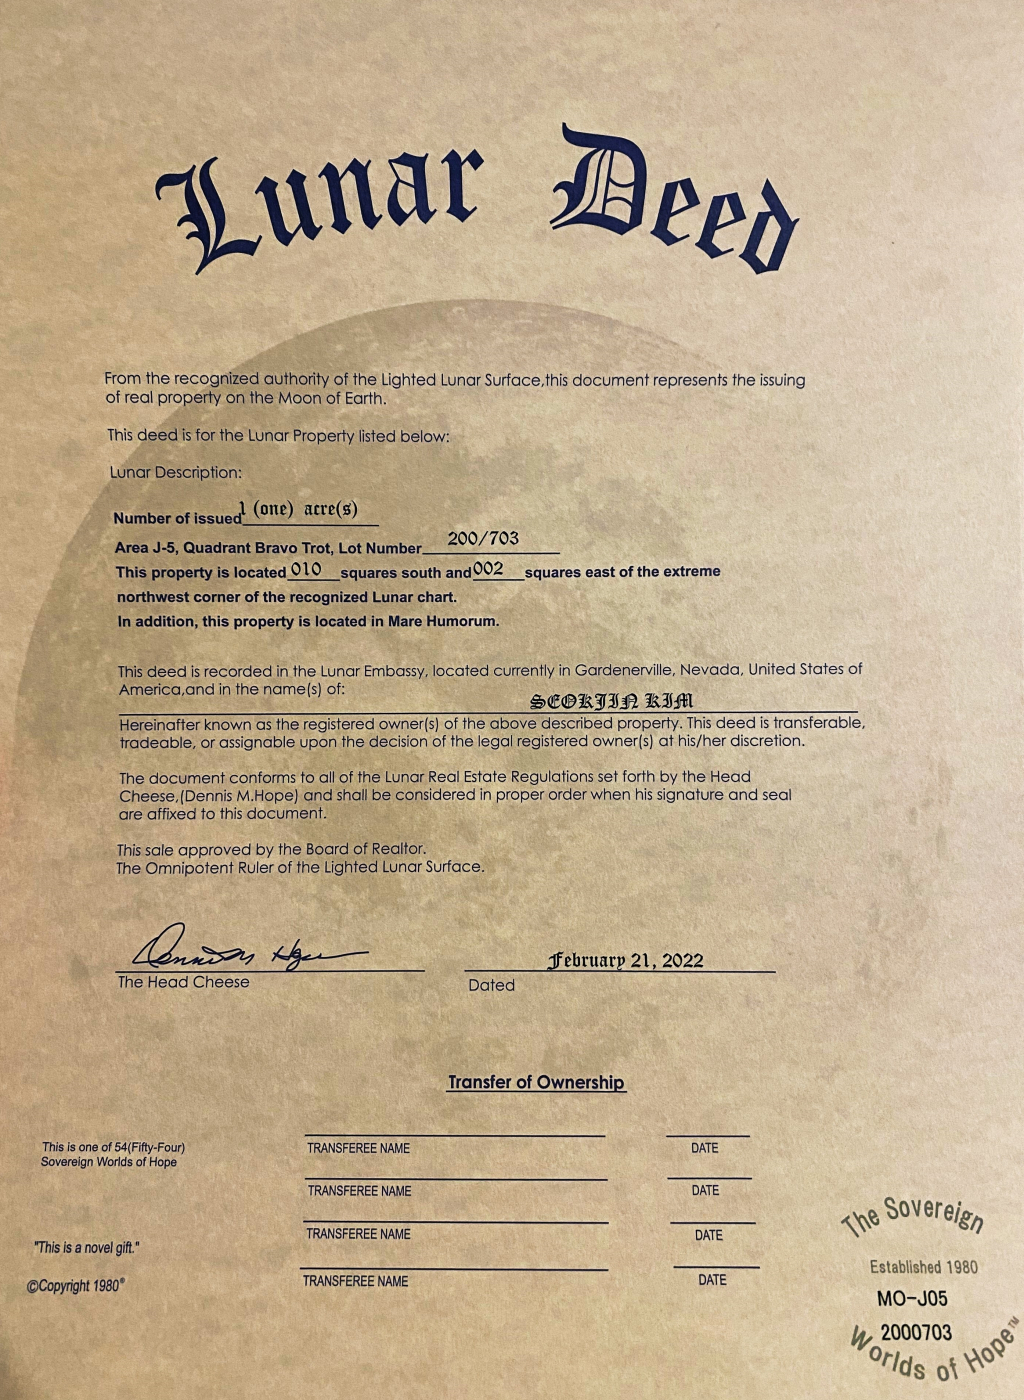 Lunar Deed
From the recognized authority of the Lighted Lunar Surface,this document represents the issuing
of real property on the Moon of Earth.
This deed is for the Lunar Property listed below:
Lunar Description:
Number of issued 1 (one) acre(s)
Area J-5, Quadrant Bravo Trot, Lot Number 200/703
This property is located 010 squares south and 002 squares east of the extreme
northwest corner of the recognized Lunar chart.
In addition, this property is located in Mare Humorum.
This deed is recorded in the Lunar Embassy, located currently in Gardenerville, Nevada, United States of
America,and in the name(s) of:
SEOKJIN KIM
Hereinafter known as the registered owner(s) of the above described property. This deed is transferable,
tradeable, or assignable upon the decision of the legal registered owner(s) at his/her discretion.
The document conforms to all of the Lunar Real Estate Regulations set forth by the Head
Cheese,(Dennis M.Hope) and shall be considered in proper order when his signature and seal
are affixed to this document.
This sale approved by the Board of Realtor.
The Omnipotent Ruler of the Lighted Lunar Surface.
February 21, 2022
The Head Cheese
Dated
Transfer of Ownership
This is one of 54(Fifty-Four)
Sovereign Worlds of Hope
TRANSFEREE NAME DATE
TRANSFEREE NAME DATE
TRANSFEREE NAME DATE
TRANSFEREE NAME DATE
"This is a novel gift."
©Copyright 1980®
The Sovereign
Established 1980
MO-J05
2000703
Worlds of Hope™